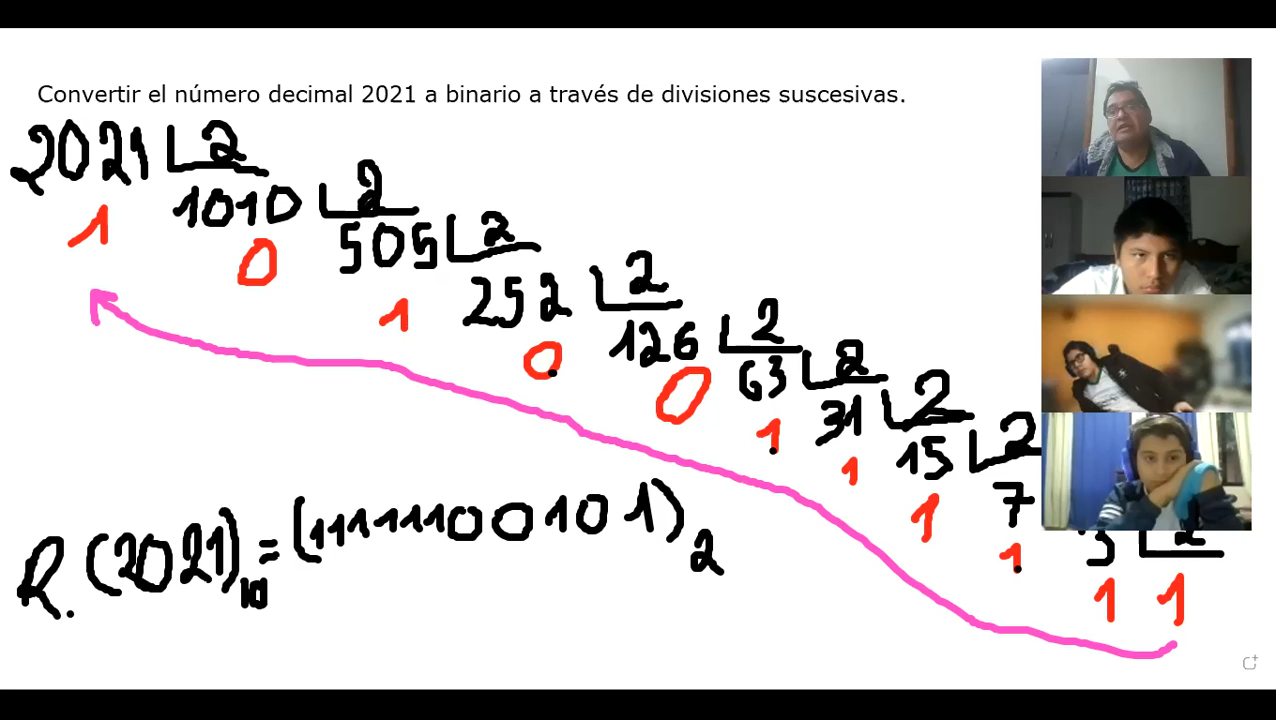 Convertir el número decimal 2021 a binario a través de divisiones suscesivas.
2021 2
1 1010 2
0 505 2
1 252 2
0 126 2
0 63 2
1 31 2
1 15 2
1 7
1 3 2
1 1
R. (2021)10 = (11111100101)2